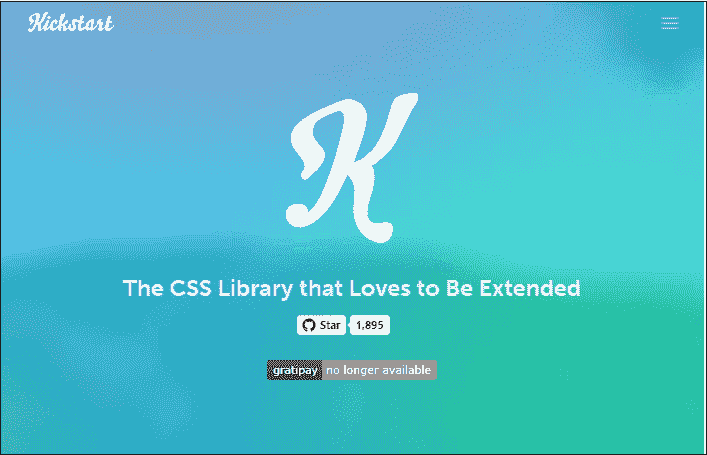 Kickstart
K
The CSS Library that Loves to Be Extended
Star 1,895
gratipay no longer available